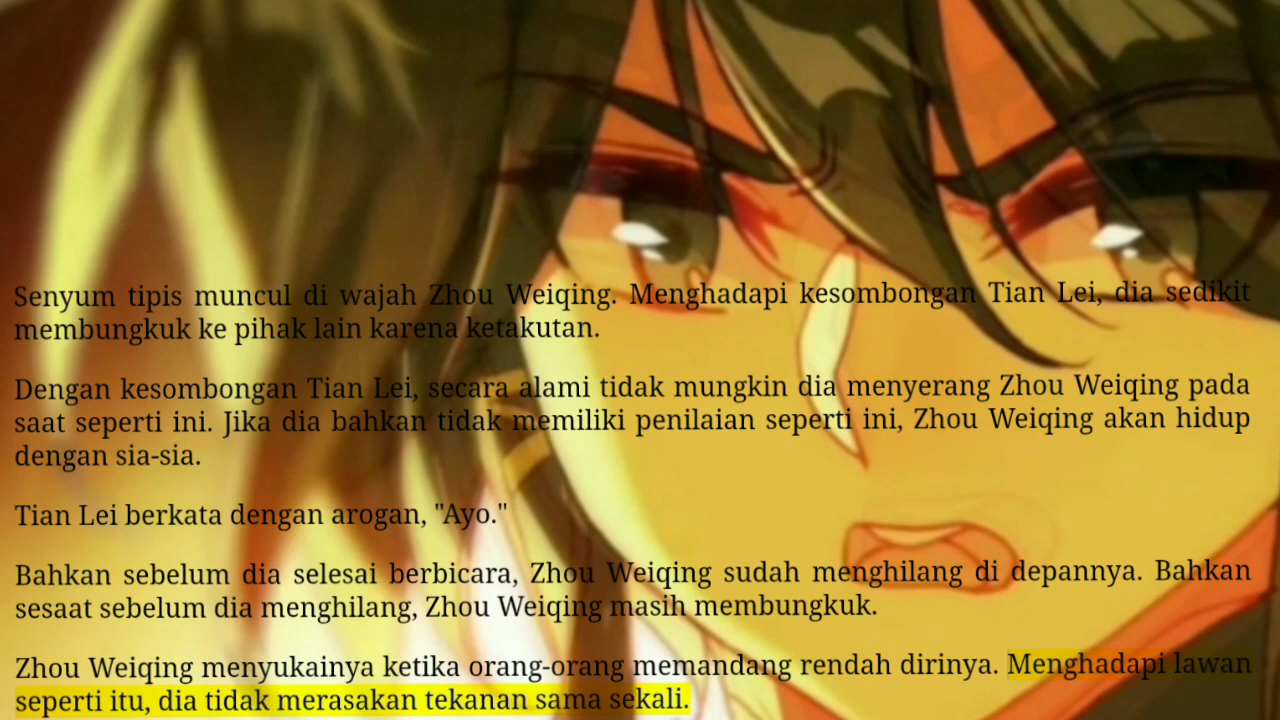 Senyum tipis muncul di wajah Zhou Weiqing. Menghadapi kesombongan Tian Lei, dia sedikit
membungkuk ke pihak lain karena ketakutan.
Dengan kesombongan Tian Lei, secara alami tidak mungkin dia menyerang Zhou Weiqing pada
saat seperti ini. Jika dia bahkan tidak memiliki penilaian seperti ini, Zhou Weiqing akan hidup
dengan sia-sia.
Tian Lei berkata dengan arogan, "Ayo."
Bahkan sebelum dia selesai berbicara, Zhou Weiqing sudah menghilang di depannya. Bahkan
sesaat sebelum dia menghilang, Zhou Weiqing masih membungkuk.
Zhou Weiqing menyukainya ketika orang-orang memandang rendah dirinya. Menghadapi lawan
seperti itu, dia tidak merasakan tekanan sama sekali.